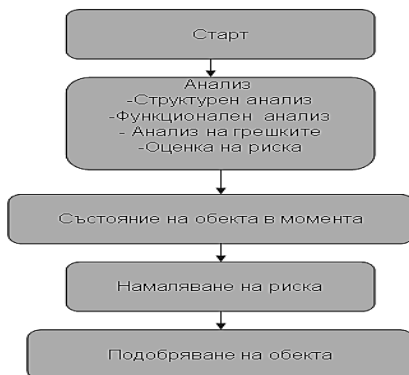 Старт
Анализ
-Структурен анализ
-Функционален анализ
- Анализ на грешките
-Оценка на риска
Състояние на обекта в момента
Намаляване на риска
Подобряване на обекта